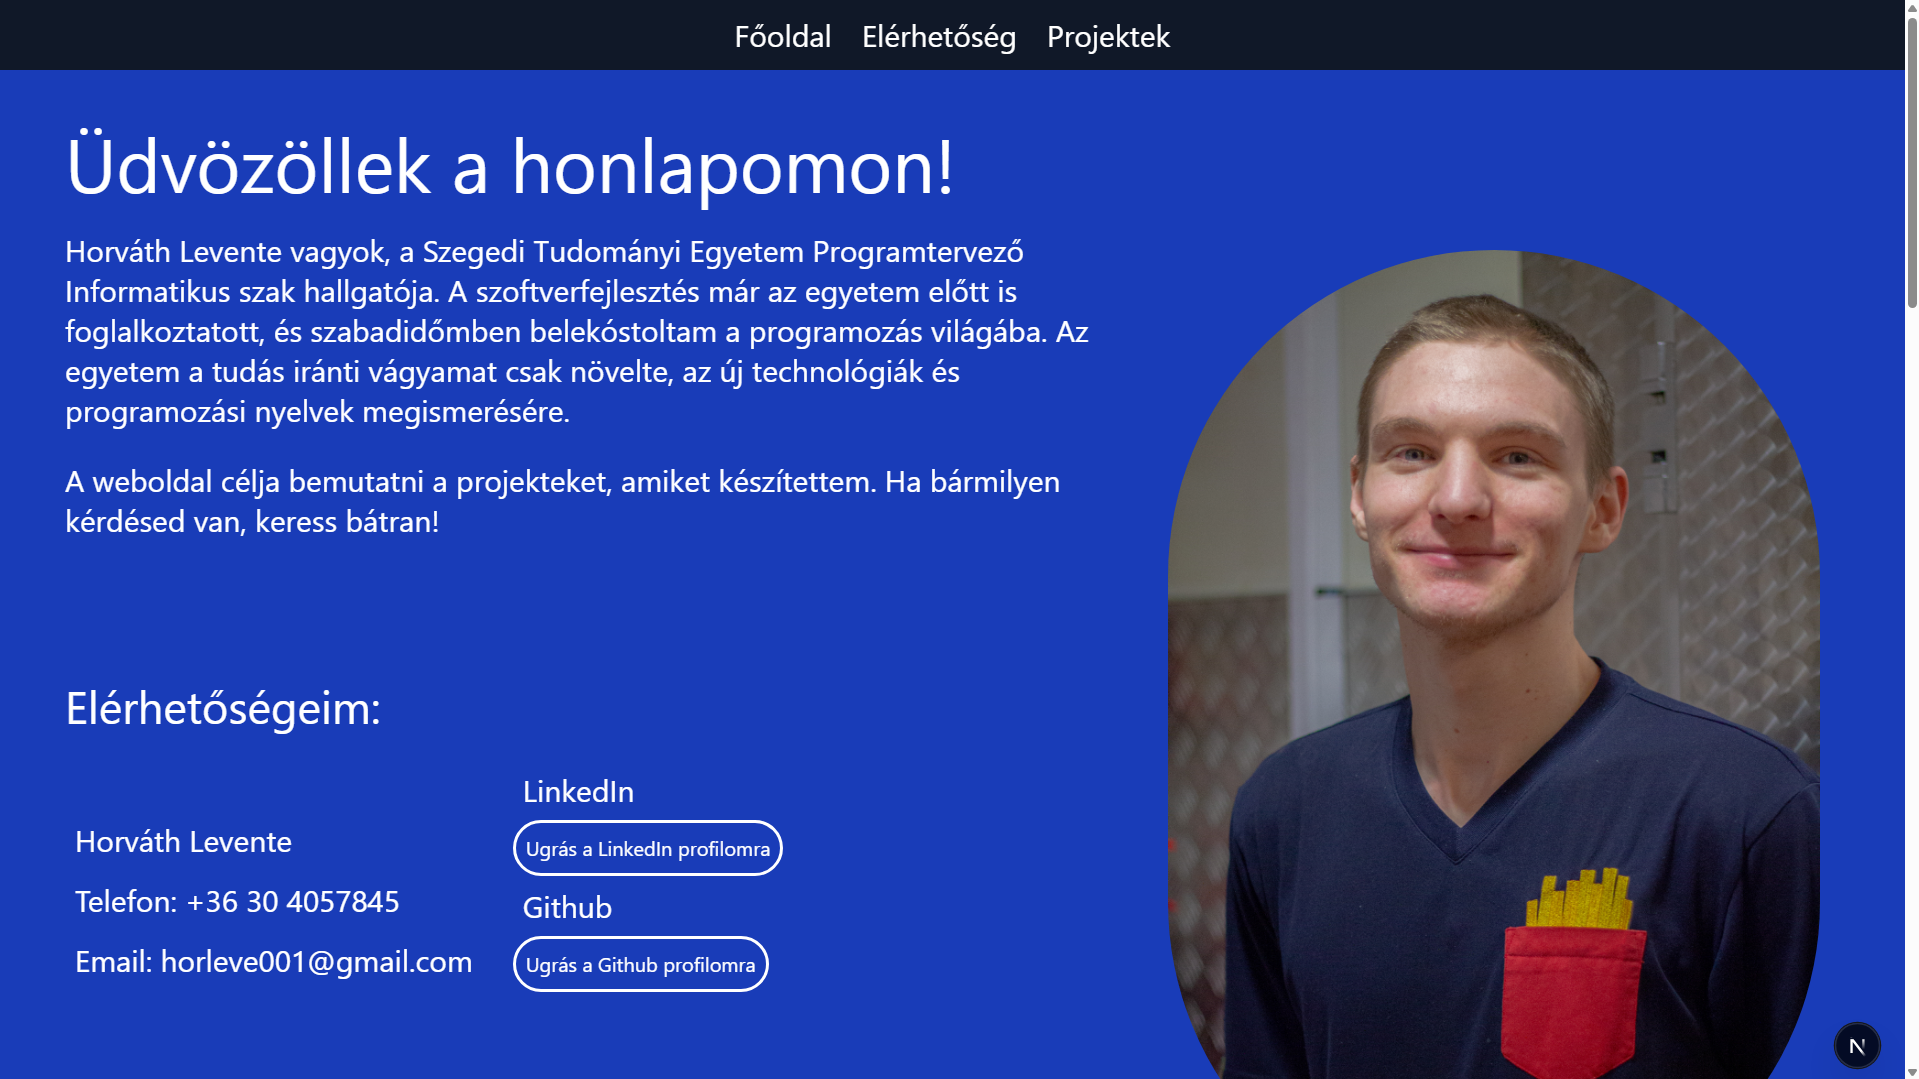 Főoldal Elérhetőség Projektek
Üdvözöllek a honlapomon!
Horváth Levente vagyok, a Szegedi Tudományi Egyetem Programtervező
Informatikus szak hallgatója. A szoftverfejlesztés már az egyetem előtt is
foglalkoztatott, és szabadidőmben belekóstoltam a programozás világába. Az
egyetem a tudás iránti vágyamat csak növelte, az új technológiák és
programozási nyelvek megismerésére.
A weboldal célja bemutatni a projekteket, amiket készítettem. Ha bármilyen
kérdésed van, keress bátran!
Elérhetőségeim:
Horváth Levente
Telefon: +36 30 4057845
Email: horleve001@gmail.com
LinkedIn
Ugrás a LinkedIn profilomra
Github
Ugrás a Github profilomra
N